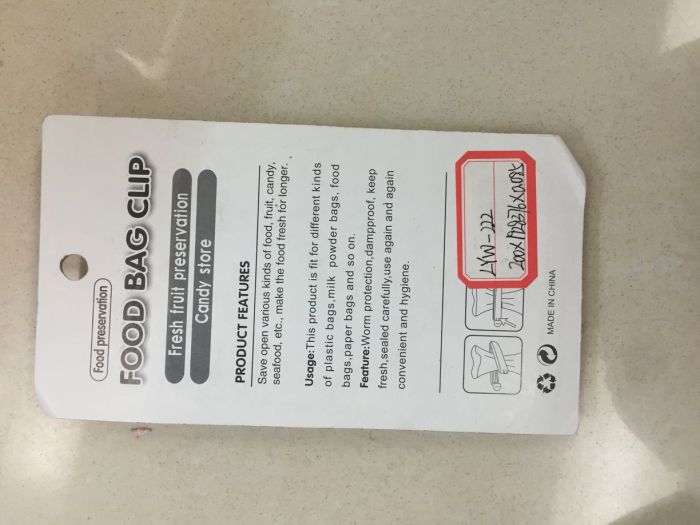 Food preservation
FOOD BAG CLIP
Fresh fruit preservation
Candy store
PRODUCT FEATURES
Save open various kinds of food, fruit, candy,
seafood, etc., make the food fresh for longer.
Usage:This product is fit for different kinds
of plastic bags,milk powder bags, food
bags,paper bags and so on.
Feature:Worm protection,dampproof, keep
fresh,sealed carefully,use again and again
convenient and hygiene.
LYW-222
MADE IN CHINA